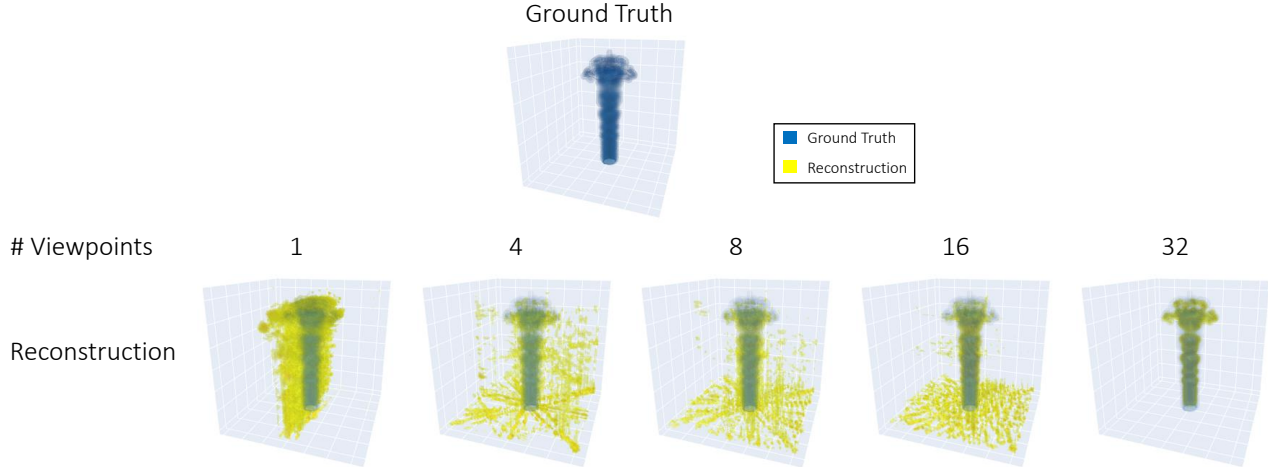 Ground Truth
Ground Truth
Reconstruction
# Viewpoints 1 4 8 16 32
Reconstruction